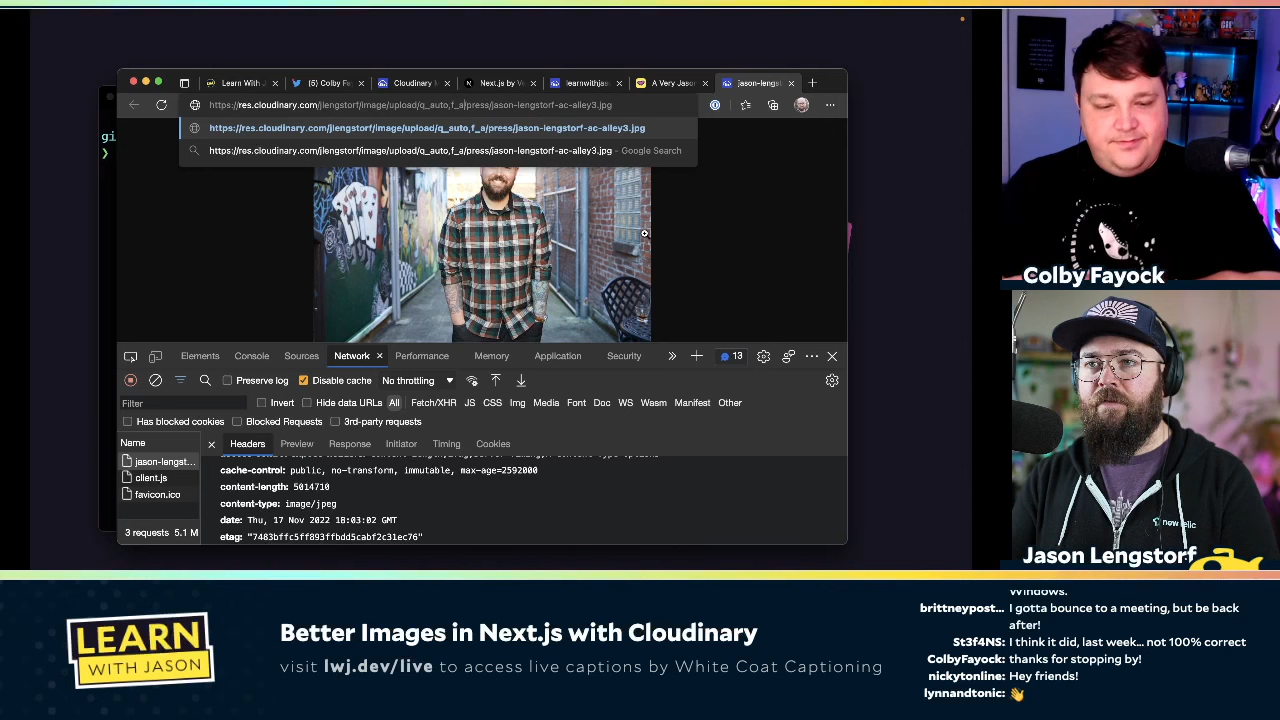 Learn With
(5) Colby Fa
Cloudinary
Next.js by Ve
learnwithjas
A Very Jaso
jason-lengs
https://res.cloudinary.com/jlengstorf/image/upload/q_auto,f_a/press/jason-lengstorf-ac-alley3.jpg
https://res.cloudinary.com/jlengstorf/image/upload/q_auto,f_a/press/jason-lengstorf-ac-alley3.jpg
https://res.cloudinary.com/jlengstorf/image/upload/q_auto,f_a/press/jason-lengstorf-ac-alley3.jpg - Google Search
gi
Elements Console Sources Network Performance Memory Application Security 13
Preserve log Disable cache No throttling
Filter Invert Hide data URLs All Fetch/XHR JS CSS Img Media Font Doc WS Wasm Manifest Other
Has blocked cookies Blocked Requests 3rd-party requests
Name Headers Preview Response Initiator Timing Cookies
jason-lengst...
client.js
favicon.ico
3 requests 5.1 M
cache-control: public, no-transform, immutable, max-age=2592000
content-length: 5014710
content-type: image/jpeg
date: Thu, 17 Nov 2022 18:03:02 GMT
etag: "7483bffc5ff893ffbdd5cabf2c31ec76"
Colby Fayock
new relic
Jason Lengstorf
LEARN
WITH JASON
Better Images in Next.js with Cloudinary
visit lwj.dev/live to access live captions by White Coat Captioning
Windows.
brittneypost... I gotta bounce to a meeting, but be back
after!
St3f4NS: I think it did, last week... not 100% correct
ColbyFayock: thanks for stopping by!
nickytonline: Hey friends!
lynnandtonic: 👋